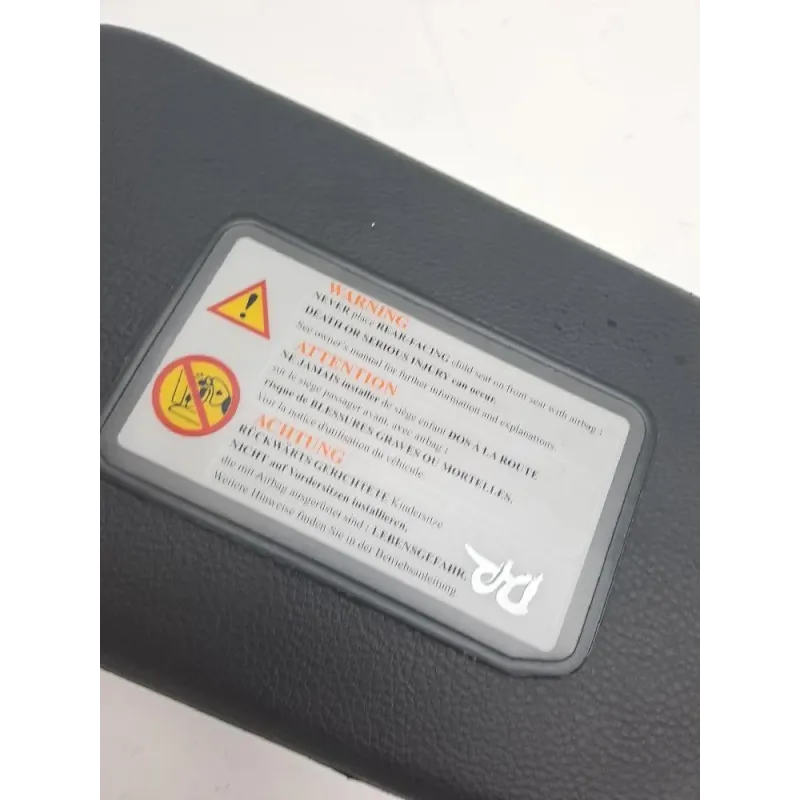 WARNING
NEVER place REAR-FACING child seat on front seat with airbag ;
DEATH OR SERIOUS INJURY can occur.
See owner's manual for further information and explanations.
ATTENTION
NE JAMAIS installer de siège enfant DOS À LA ROUTE
sur le siège passager avant, avec airbag ;
risque de BLESSURES GRAVES OU MORTELLES.
Voir la notice d'utilisation du véhicule.
ACHTUNG
RÜCKWÄRTS GERICHTETE Kindersitze
NICHT auf Vordersitzen installieren,
die mit Airbag ausgerüstet sind ; LEBENSGEFAHR.
Weitere Hinweise finden Sie in der Betriebsanleitung.